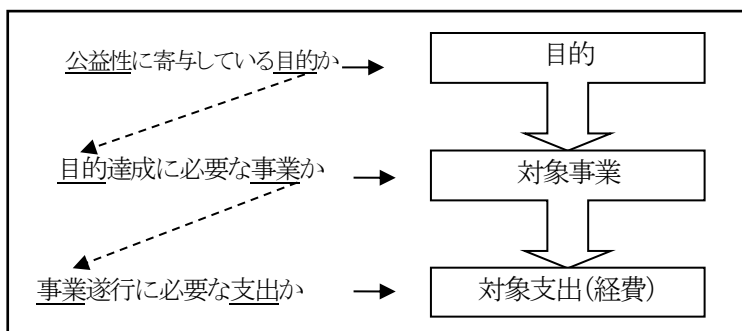 公益性に寄与している目的か
目的
目的達成に必要な事業か
対象事業
事業遂行に必要な支出か
対象支出(経費)